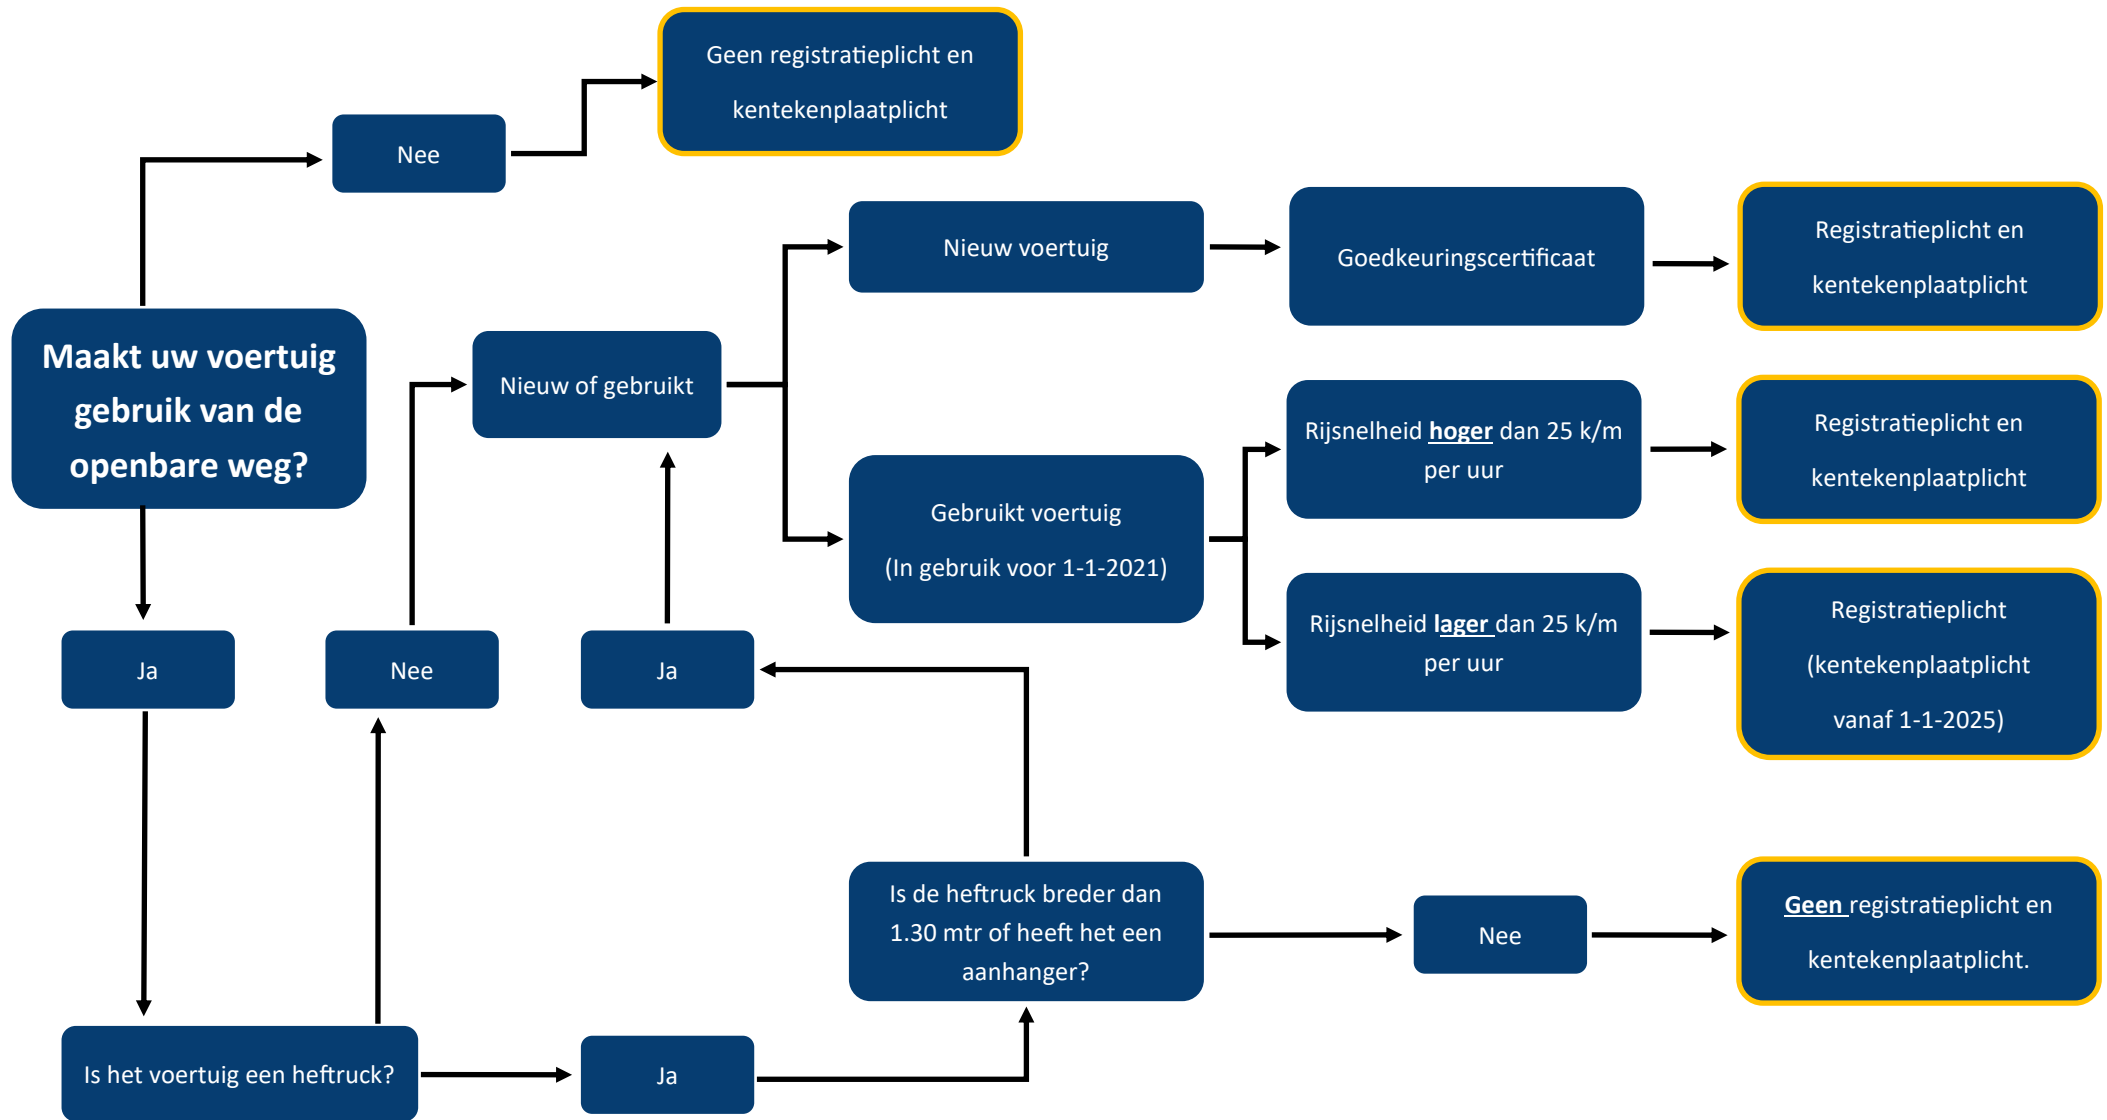 Geen registratieplicht en
kentekenplaatplicht
Nee
Nieuw voertuig
Goedkeuringscertificaat
Registratieplicht en
kentekenplaatplicht
Maakt uw voertuig
gebruik van de
openbare weg?
Nieuw of gebruikt
Rijsnelheid hoger dan 25 k/m
per uur
Registratieplicht en
kentekenplaatplicht
Gebruikt voertuig
(In gebruik voor 1-1-2021)
Rijsnelheid lager dan 25 k/m
per uur
Registratieplicht
(kentekenplaatplicht
vanaf 1-1-2025)
Ja
Nee
Ja
Is de heftruck breder dan
1.30 mtr of heeft het een
aanhanger?
Nee
Geen registratieplicht en
kentekenplaatplicht.
Is het voertuig een heftruck?
Ja